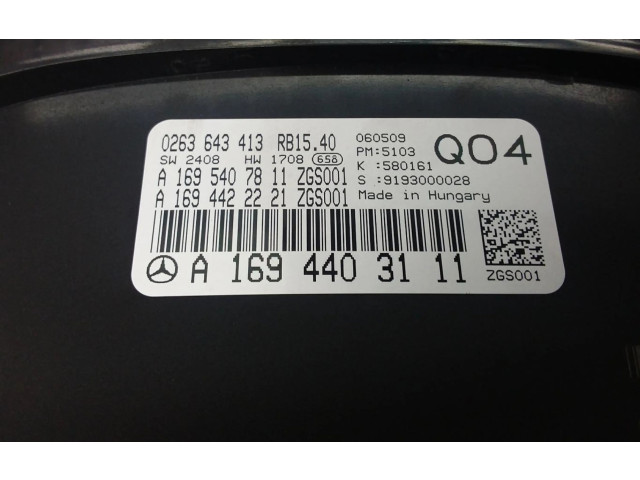 0263 643 413 RB15.40
SW 2408 HW 1708 658
A 169 540 78 11 ZGS001
A 169 442 22 21 ZGS001
060509
PM:5103
K :580161
S :9193000028
Made in Hungary
Q04
A 169 440 31 11
ZGS001